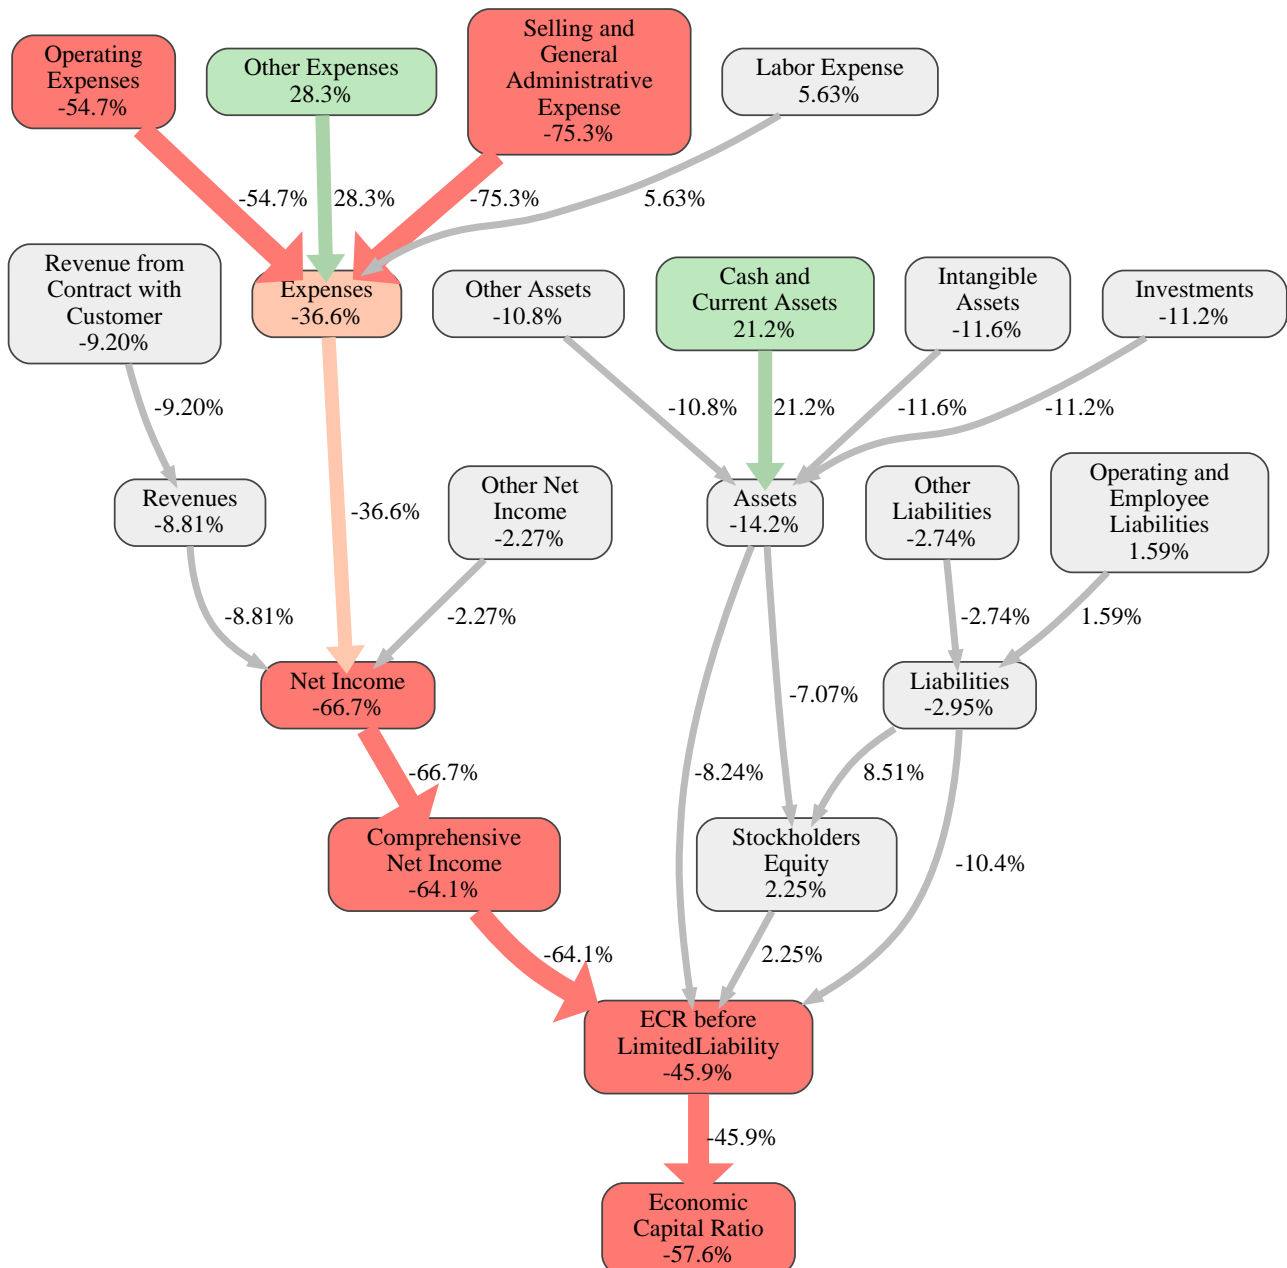 Operating
Expenses
-54.7%
Other Expenses
28.3%
Selling and
General
Administrative
Expense
-75.3%
Labor Expense
5.63%
-54.7%
28.3%
-75.3%
5.63%
Revenue from
Contract with
Customer
-9.20%
Expenses
-36.6%
Other Assets
-10.8%
Cash and
Current Assets
21.2%
Intangible
Assets
-11.6%
Investments
-11.2%
-9.20%
-10.8%
21.2%
-11.6%
-11.2%
Revenues
-8.81%
-36.6%
Other Net
Income
-2.27%
Assets
-14.2%
Other
Liabilities
-2.74%
Operating and
Employee
Liabilities
1.59%
-8.81%
-2.27%
-2.74%
1.59%
Net Income
-66.7%
-7.07%
Liabilities
-2.95%
-66.7%
-8.24%
8.51%
Comprehensive
Net Income
-64.1%
Stockholders
Equity
2.25%
-10.4%
-64.1%
2.25%
ECR before
LimitedLiability
-45.9%
-45.9%
Economic
Capital Ratio
-57.6%